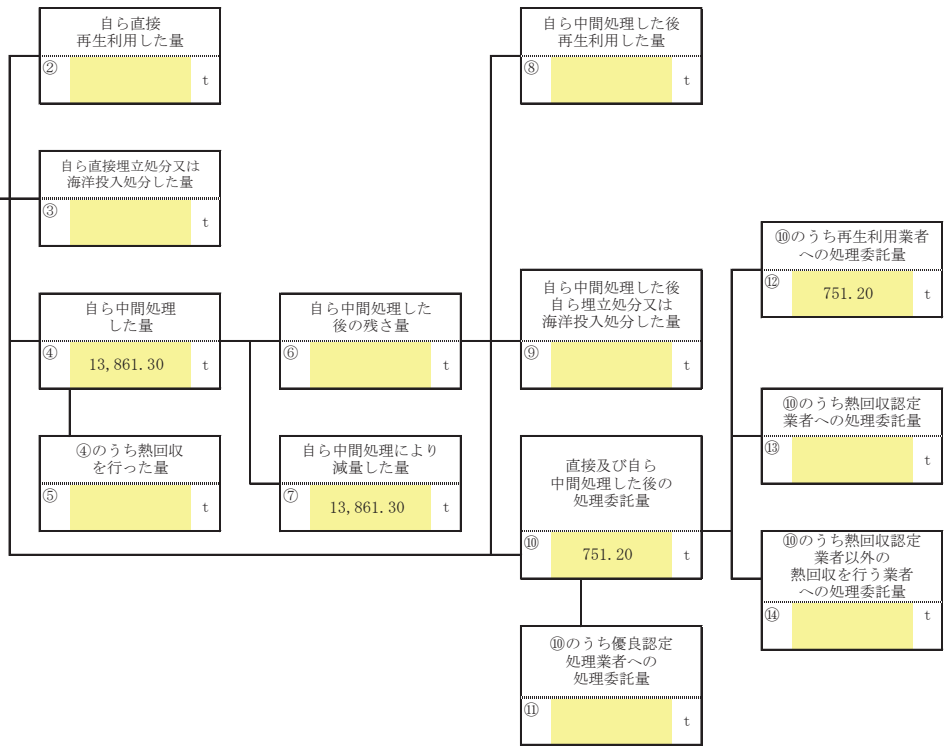 自ら直接
再生利用した量
②
t
自ら直接埋立処分又は
海洋投入処分した量
③
t
自ら中間処理
した量
④
13,861.30
t
④のうち熱回収
を行った量
⑤
t
自ら中間処理した
後の残さ量
⑥
t
自ら中間処理により
減量した量
⑦
13,861.30
t
自ら中間処理した後
再生利用した量
⑧
t
自ら中間処理した後
自ら埋立処分又は
海洋投入処分した量
⑨
t
直接及び自ら
中間処理した後の
処理委託量
⑩
751.20
t
⑩のうち優良認定
処理業者への
処理委託量
⑪
t
⑩のうち再生利用業者
への処理委託量
⑫
751.20
t
⑩のうち熱回収認定
業者への処理委託量
⑬
t
⑩のうち熱回収認定
業者以外の
熱回収を行う業者
への処理委託量
⑭
t